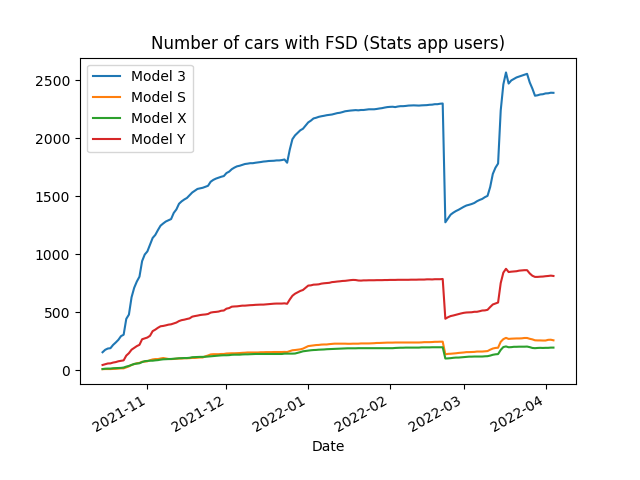 Number of cars with FSD (Stats app users)
Model 3
Model S
Model X
Model Y
2500
2000
1500
1000
500
0
2021-11
2021-12
2022-01
2022-02
2022-03
2022-04
Date